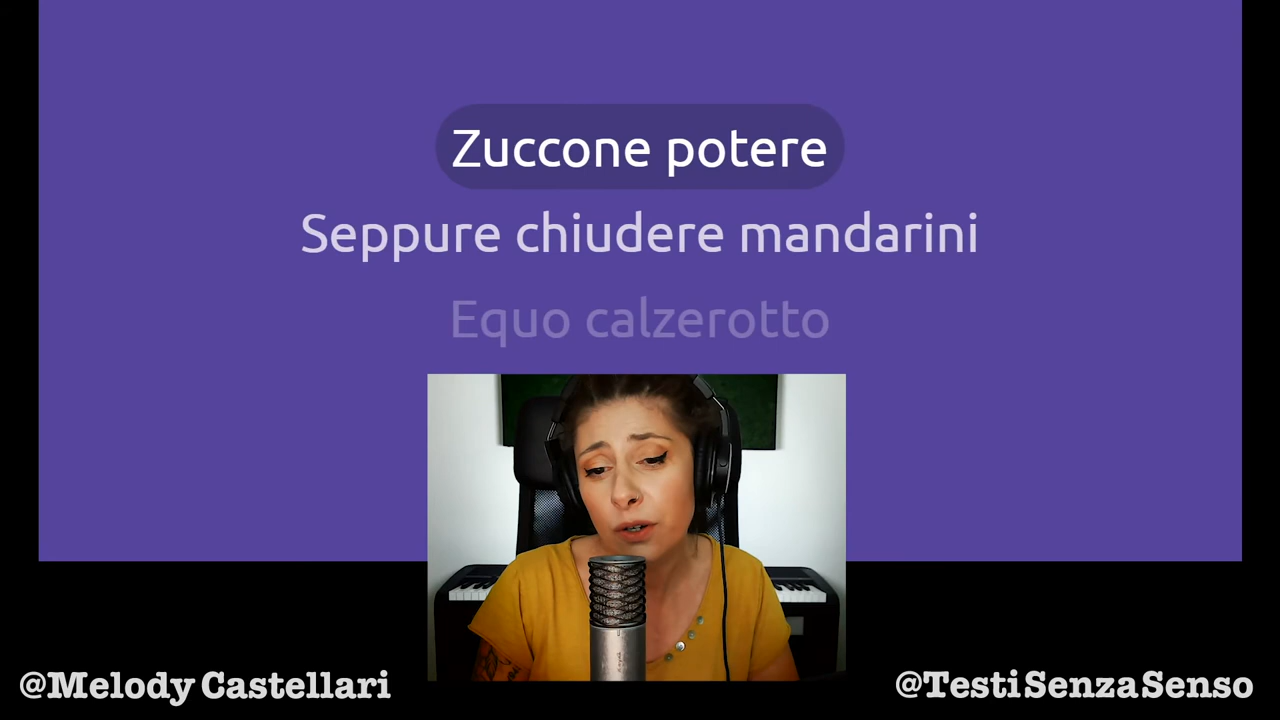 Zuccone potere
Seppure chiudere mandarini
Equo calzerotto
@Melody Castellari
@TestiSenzaSenso